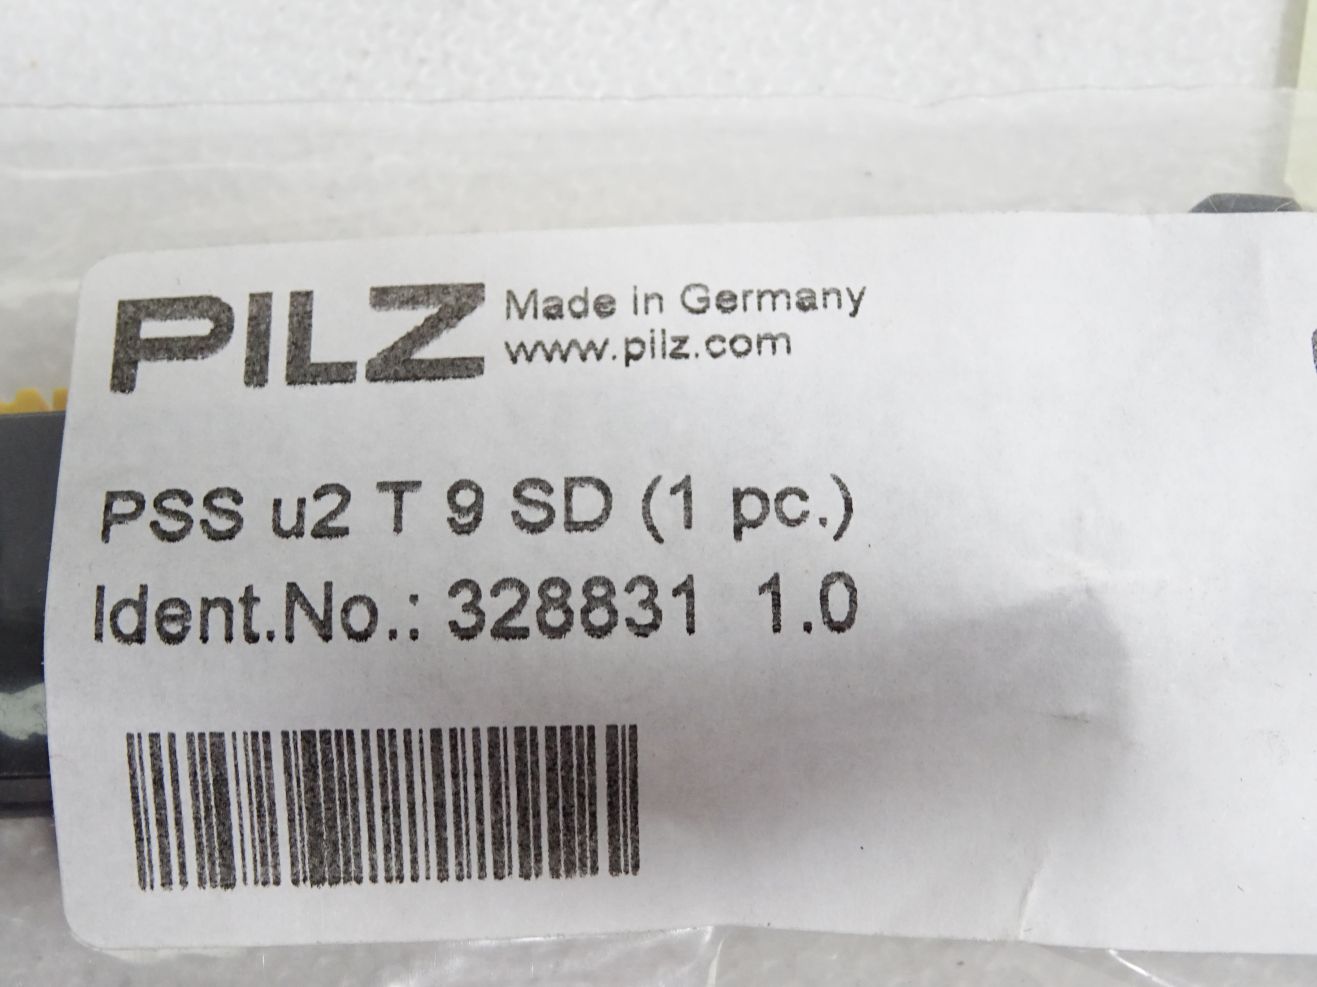 PILZ
Made in Germany
www.pilz.com
PSS u2 T 9 SD (1 pc.)
Ident.No.: 328831 1.0